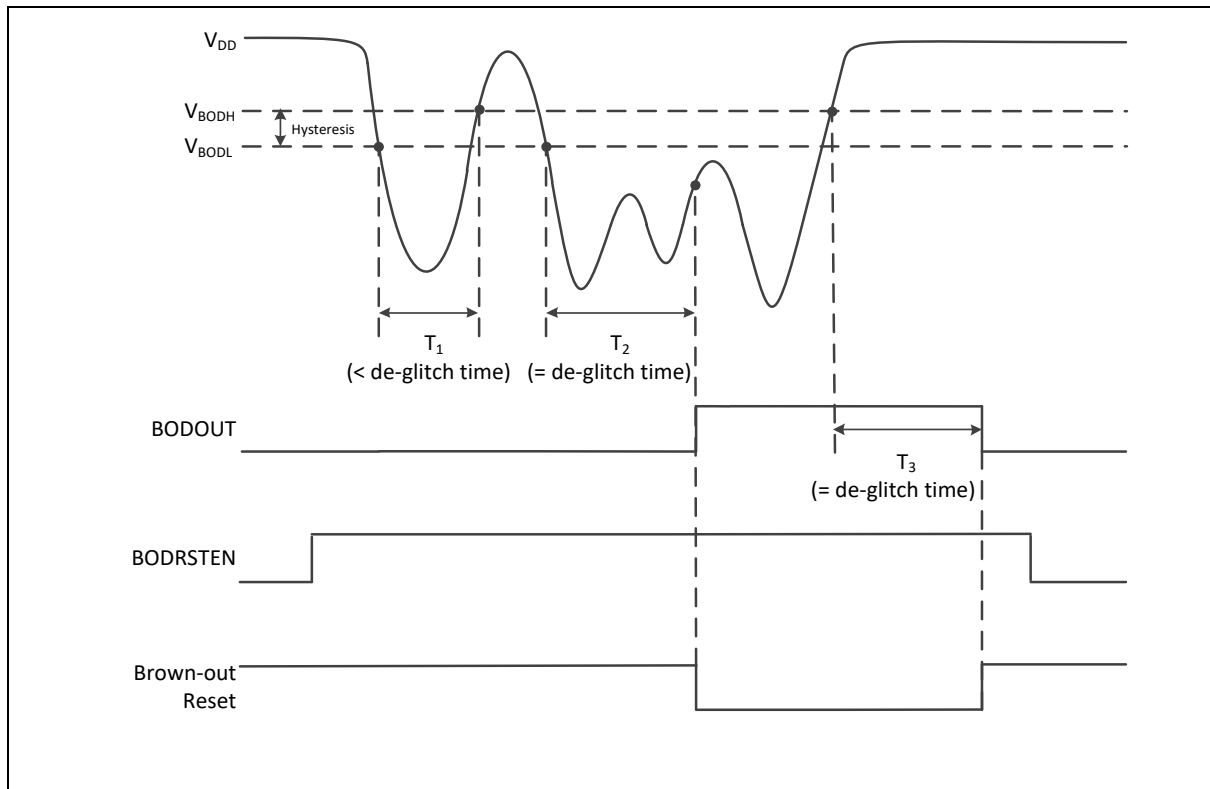 VDD
VBODH
Hysteresis
VBODL
T1
(< de-glitch time)
T2
(= de-glitch time)
BODOUT
T3
(= de-glitch time)
BODRSTEN
Brown-out
Reset